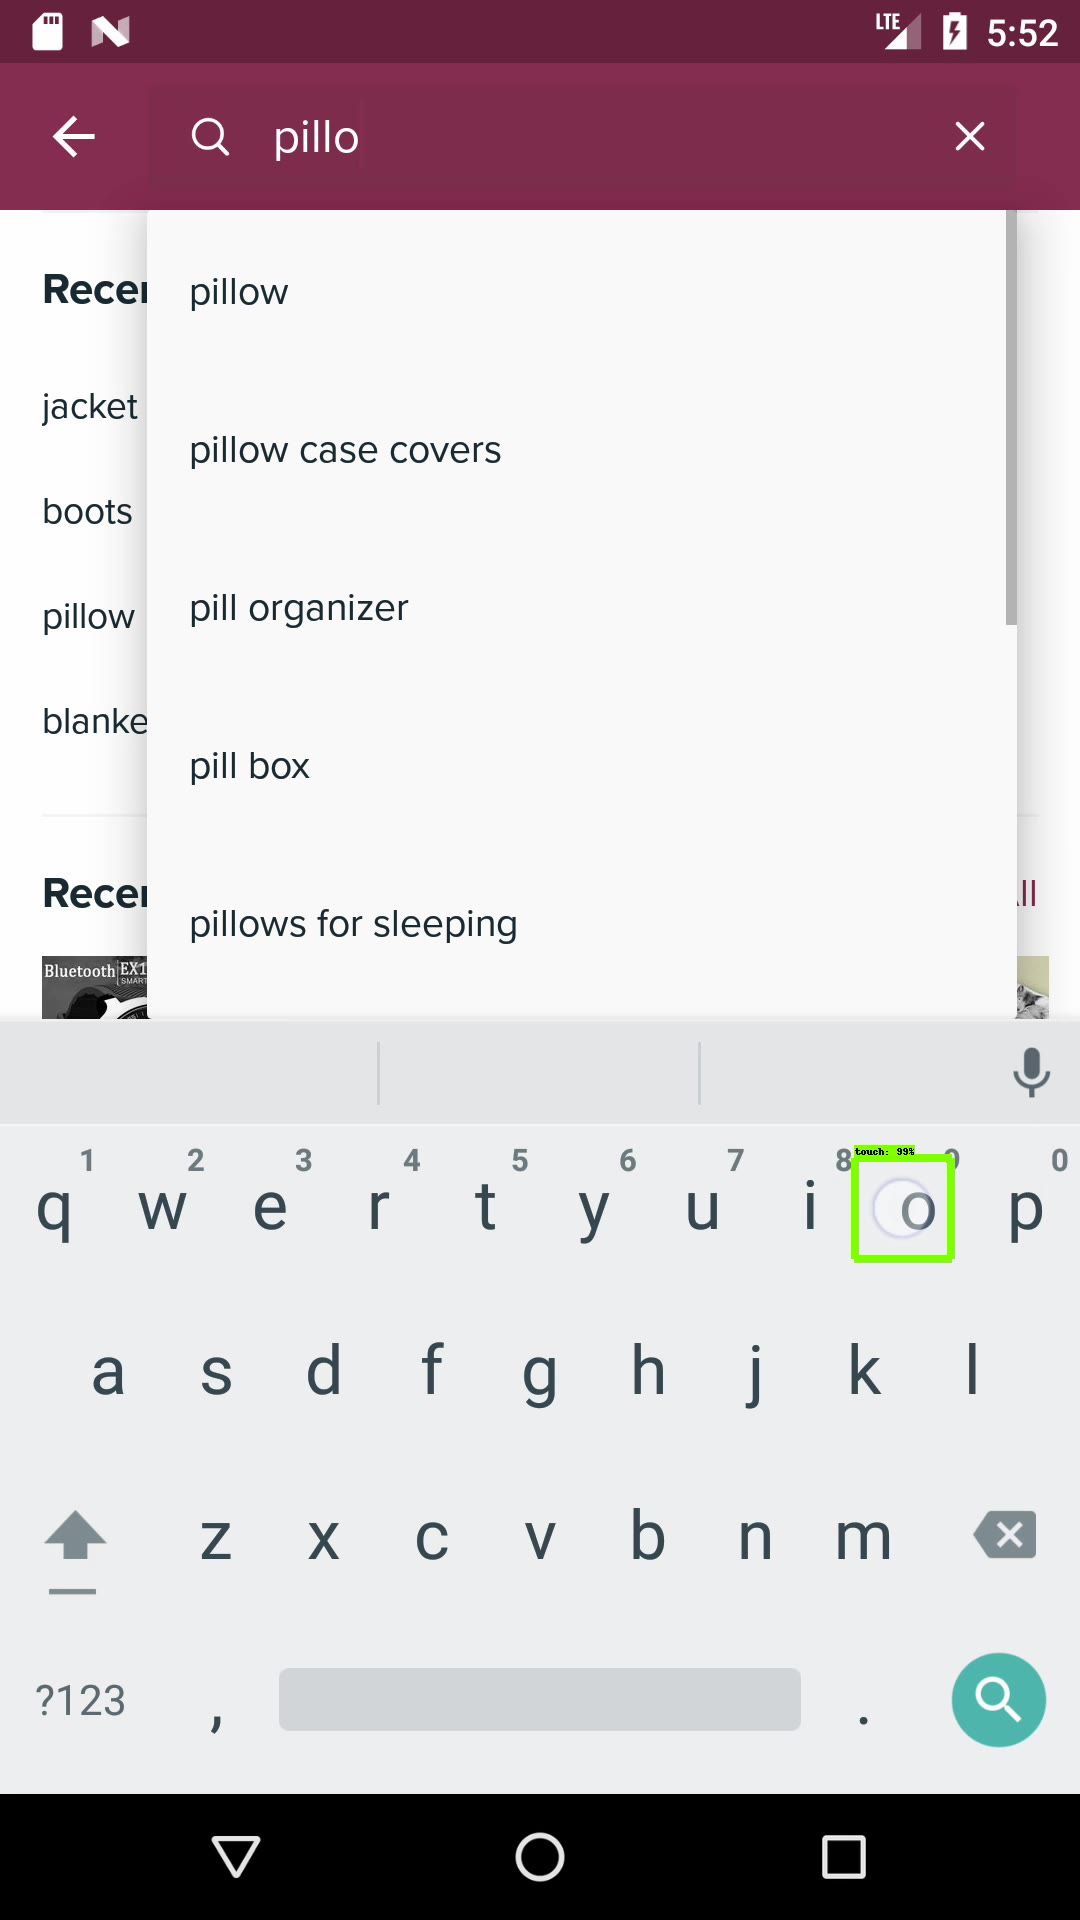 LTE 5:52
pillo
Recen
pillow
jacket
pillow case covers
boots
pill organizer
pillow
blanke
pill box
Recen
All
pillows for sleeping
Bluetooth EX1
SMART
touch: 99%
1 2 3 4 5 6 7 8 9 0
q w e r t y u i o p
a s d f g h j k l
z x c v b n m
?123 , .